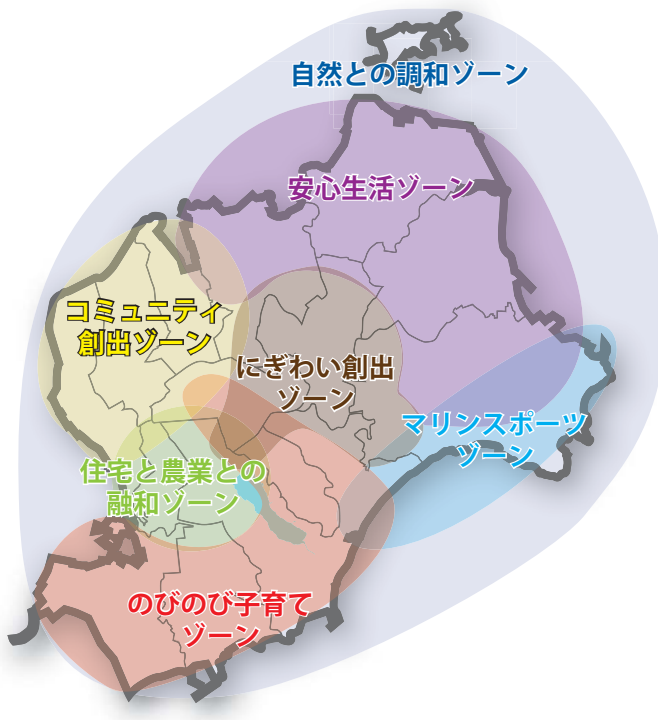 自然との調和ゾーン
安心生活ゾーン
コミュニティ
創出ゾーン
にぎわい創出
ゾーン
マリンスポーツ
ゾーン
住宅と農業との
融和ゾーン
のびのび子育て
ゾーン